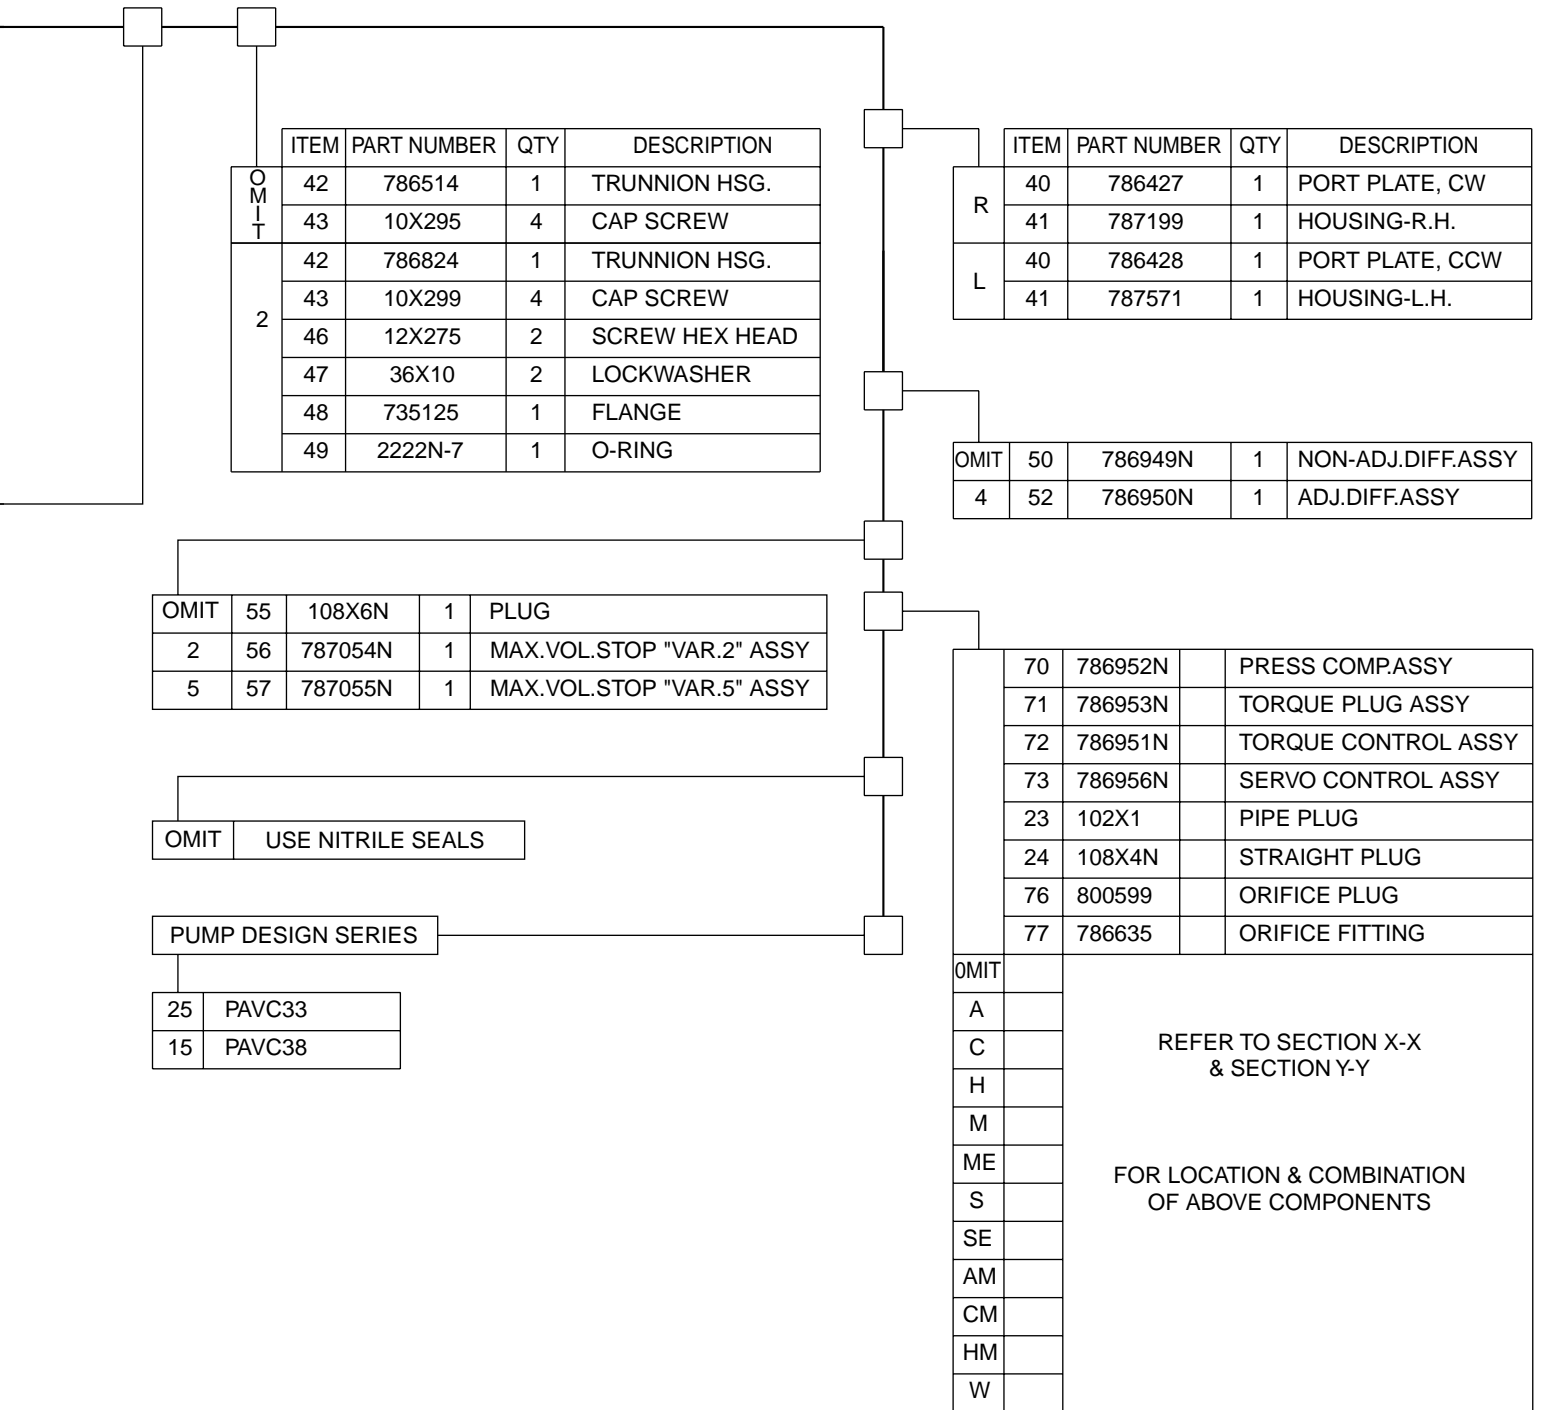 ITEM PART NUMBER QTY DESCRIPTION
OMIT
42 786514 1 TRUNNION HSG.
43 10X295 4 CAP SCREW
2
42 786824 1 TRUNNION HSG.
43 10X299 4 CAP SCREW
46 12X275 2 SCREW HEX HEAD
47 36X10 2 LOCKWASHER
48 735125 1 FLANGE
49 2222N-7 1 O-RING
ITEM PART NUMBER QTY DESCRIPTION
R
40 786427 1 PORT PLATE, CW
41 787199 1 HOUSING-R.H.
L
40 786428 1 PORT PLATE, CCW
41 787571 1 HOUSING-L.H.
OMIT 50 786949N 1 NON-ADJ.DIFF.ASSY
4 52 786950N 1 ADJ.DIFF.ASSY
OMIT 55 108X6N 1 PLUG
2 56 787054N 1 MAX.VOL.STOP "VAR.2" ASSY
5 57 787055N 1 MAX.VOL.STOP "VAR.5" ASSY
OMIT USE NITRILE SEALS
PUMP DESIGN SERIES
25 PAVC33
15 PAVC38
70 786952N PRESS COMP.ASSY
71 786953N TORQUE PLUG ASSY
72 786951N TORQUE CONTROL ASSY
73 786956N SERVO CONTROL ASSY
23 102X1 PIPE PLUG
24 108X4N STRAIGHT PLUG
76 800599 ORIFICE PLUG
77 786635 ORIFICE FITTING
0MIT
A
C
H
M
ME
S
SE
AM
CM
HM
W
REFER TO SECTION X-X
& SECTION Y-Y
FOR LOCATION & COMBINATION
OF ABOVE COMPONENTS